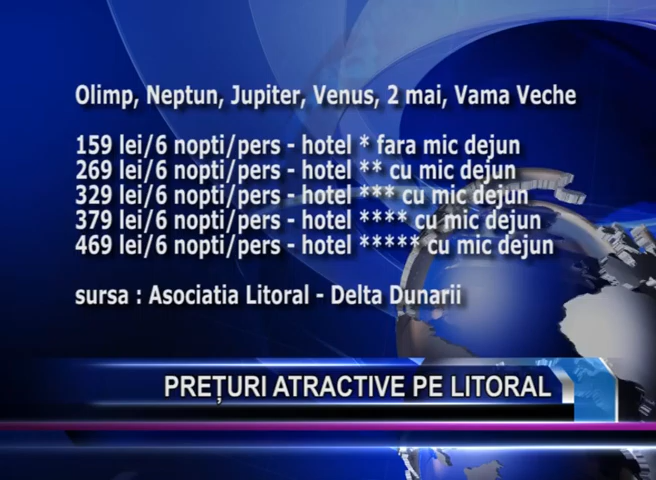 Olimp, Neptun, Jupiter, Venus, 2 mai, Vama Veche
159 lei/6 nopti/pers - hotel * fara mic dejun
269 lei/6 nopti/pers - hotel ** cu mic dejun
329 lei/6 nopti/pers - hotel *** cu mic dejun
379 lei/6 nopti/pers - hotel **** cu mic dejun
469 lei/6 nopti/pers - hotel ***** cu mic dejun
sursa : Asociatia Litoral - Delta Dunarii
PREȚURI ATRACTIVE PE LITORAL